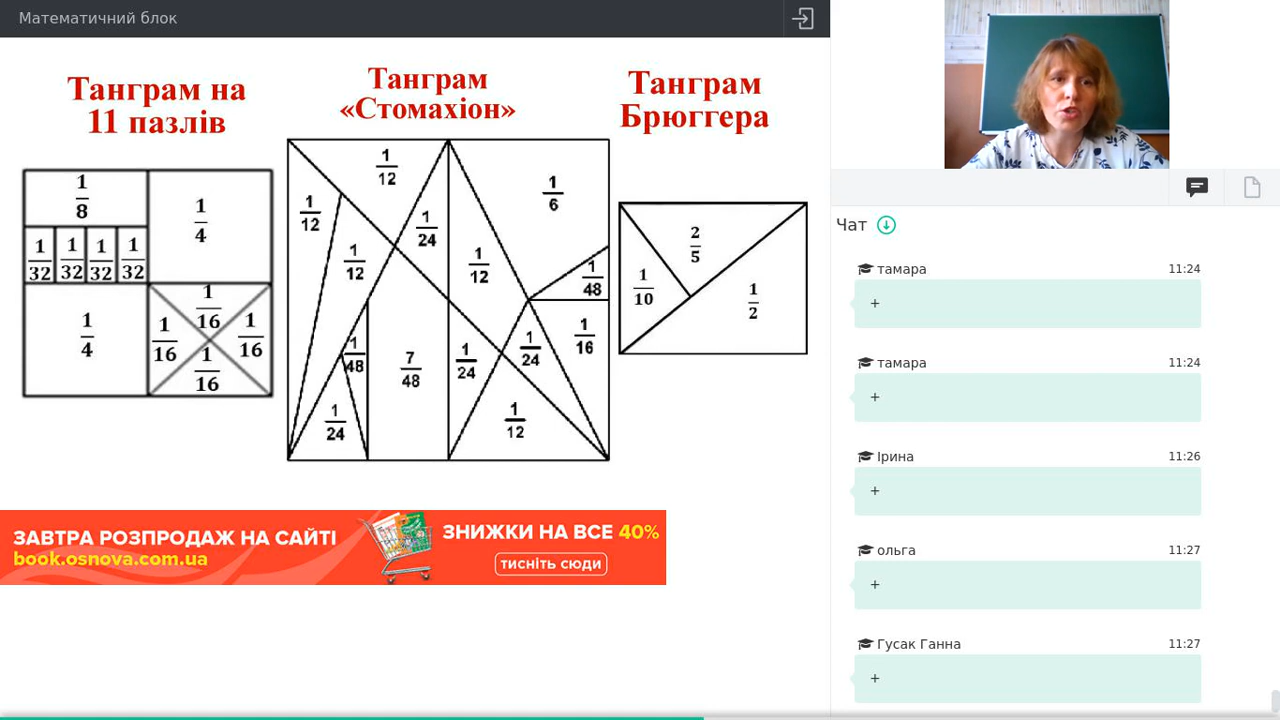 Математичний блок
Танграм на
11 пазлів
Танграм
«Стомахіон»
Танграм
Брюггера
1/8
1/4
1/32
1/32
1/32
1/32
1/4
1/16
1/16
1/16
1/16
1/12
1/12
1/12
1/24
1/12
1/6
1/48
1/16
1/24
1/24
1/48
7/48
1/24
1/12
2/5
1/10
1/2
ЗАВТРА РОЗПРОДАЖ НА САЙТІ
book.osnova.com.ua
ЗНИЖКИ НА ВСЕ 40%
тисніть сюди
Чат
тамара 11:24
+
тамара 11:24
+
Ірина 11:26
+
ольга 11:27
+
Гусак Ганна 11:27
+